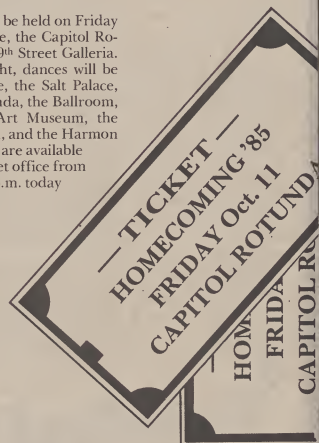 be held on Friday
e, the Capitol Ro-
9th Street Galleria.
ht, dances will be
e, the Salt Palace,
nda, the Ballroom,
Art Museum, the
, and the Harmon
are available
et office from
.m. today
— TICKET —
HOMECOMING '85
FRIDAY Oct. 11
CAPITOL ROTUNDA
HOM
FRIDA
CAPITOL RO